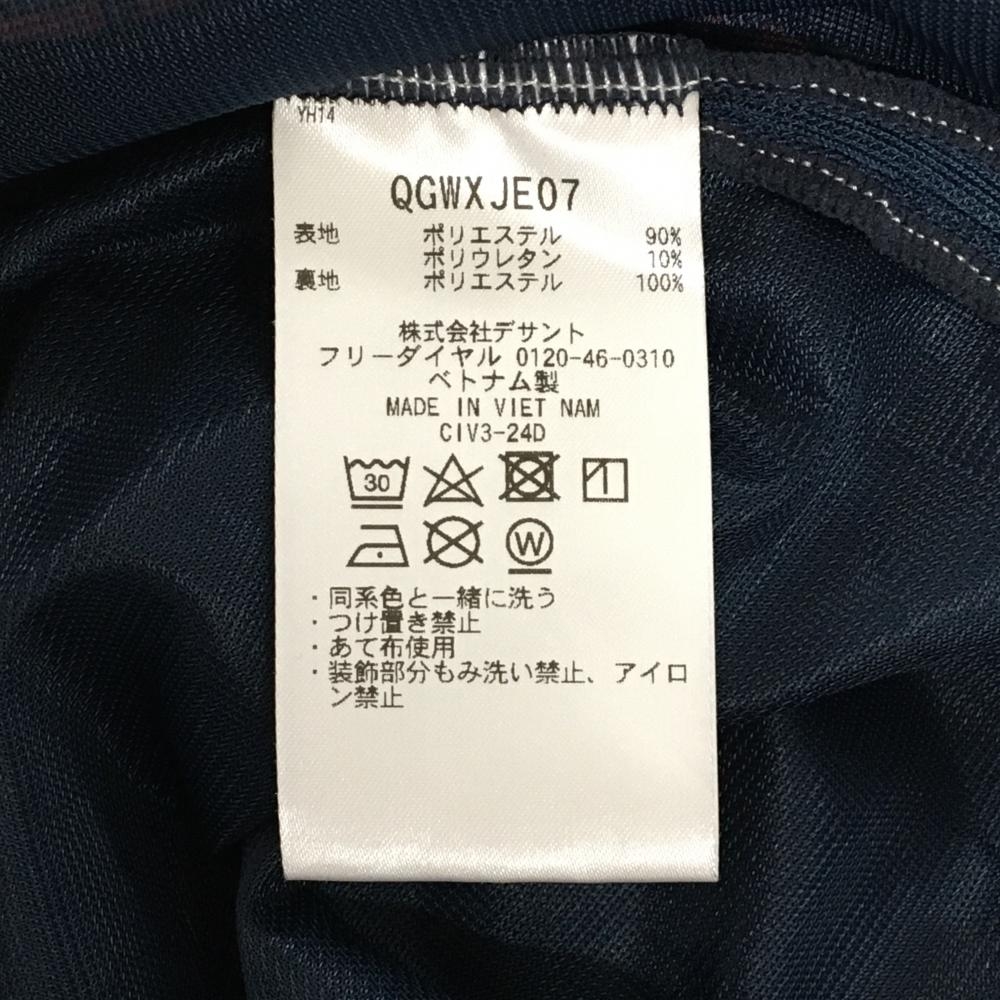 YH14
QGWXJE07
表地 ポリエステル 90%
ポリウレタン 10%
裏地 ポリエステル 100%
株式会社デサント
フリーダイヤル 0120-46-0310
ベトナム製
MADE IN VIET NAM
CIV3-24D
30
W
・同系色と一緒に洗う
・つけ置き禁止
・あて布使用
・装飾部分もみ洗い禁止、アイロ
ン禁止